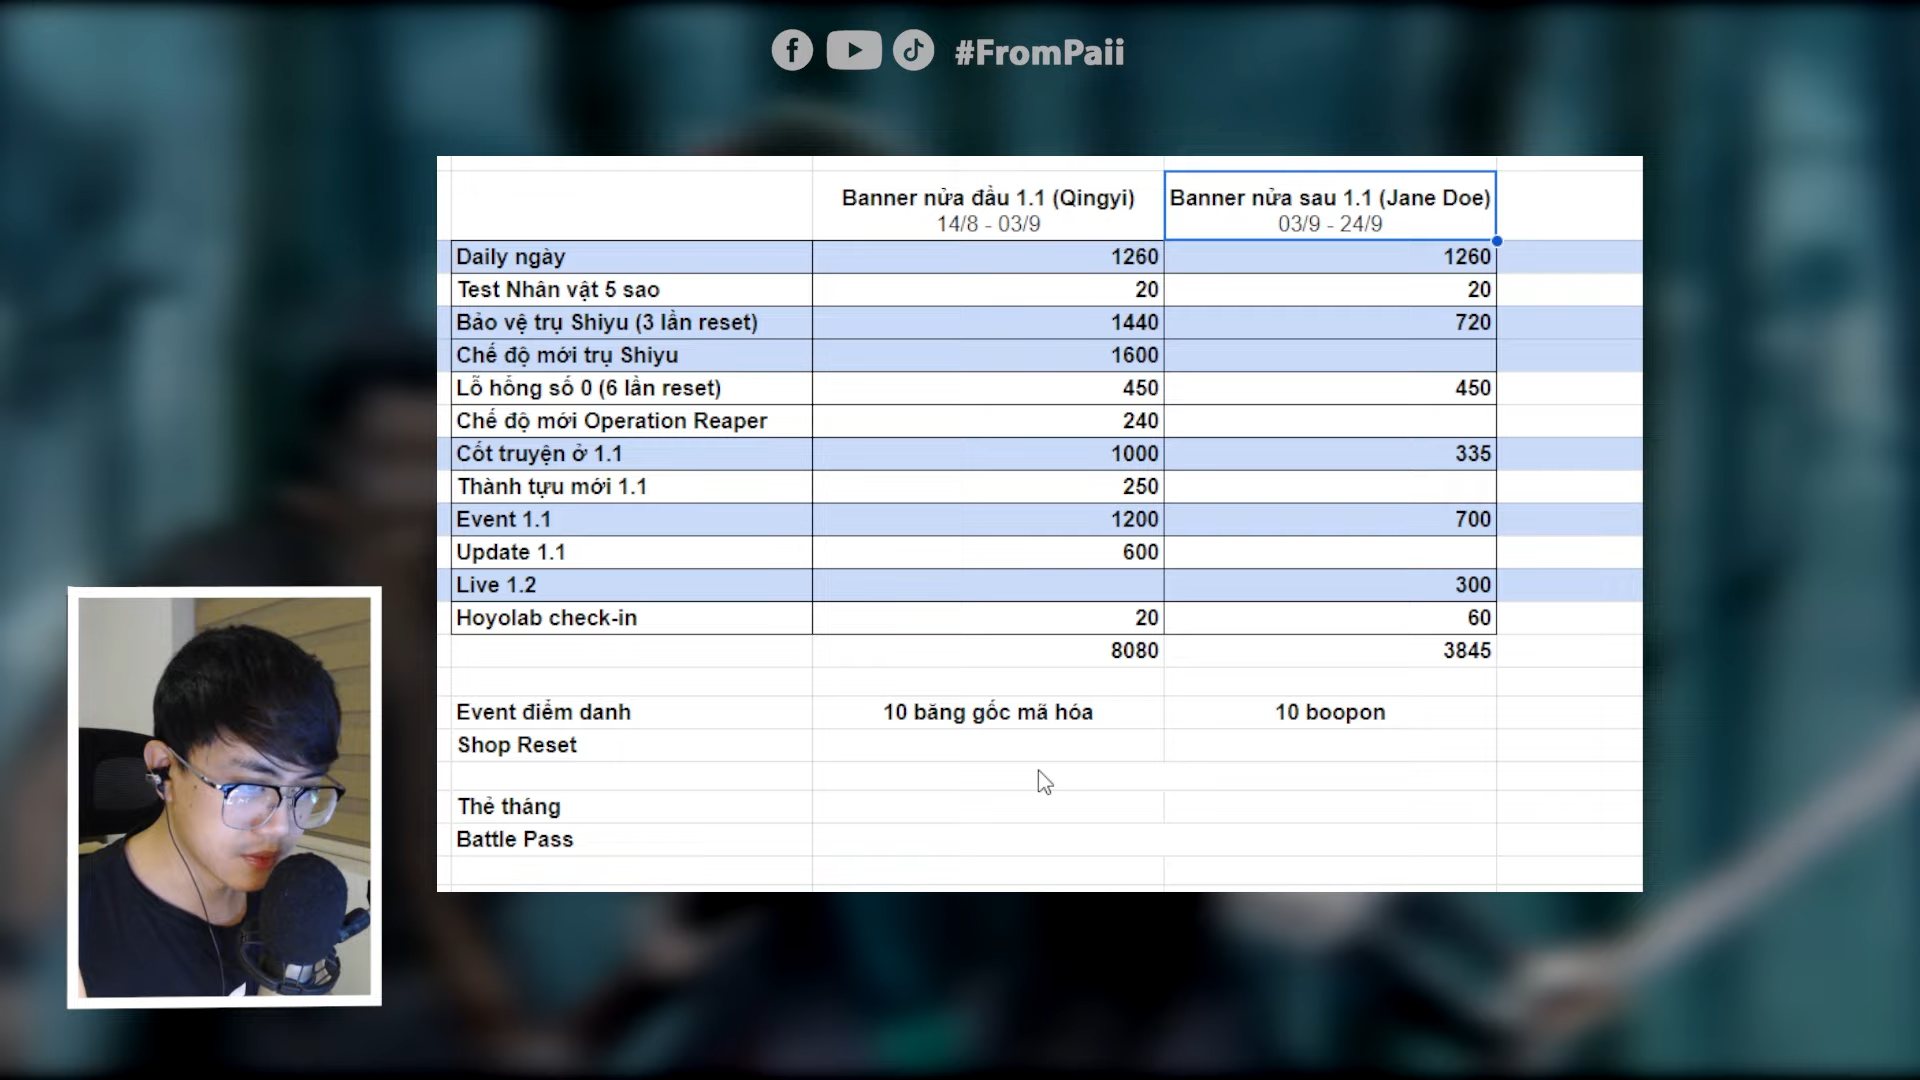 #FromPaii
Banner nửa đầu 1.1 (Qingyi) Banner nửa sau 1.1 (Jane Doe)
14/8 - 03/9 03/9 - 24/9
Daily ngày 1260 1260
Test Nhân vật 5 sao 20 20
Bảo vệ trụ Shiyu (3 lần reset) 1440 720
Chế độ mới trụ Shiyu 1600
Lỗ hổng số 0 (6 lần reset) 450 450
Chế độ mới Operation Reaper 240
Cốt truyện ở 1.1 1000 335
Thành tựu mới 1.1 250
Event 1.1 1200 700
Update 1.1 600
Live 1.2 300
Hoyolab check-in 20 60
8080 3845
Event điểm danh 10 băng gốc mã hóa 10 boopon
Shop Reset
Thẻ tháng
Battle Pass